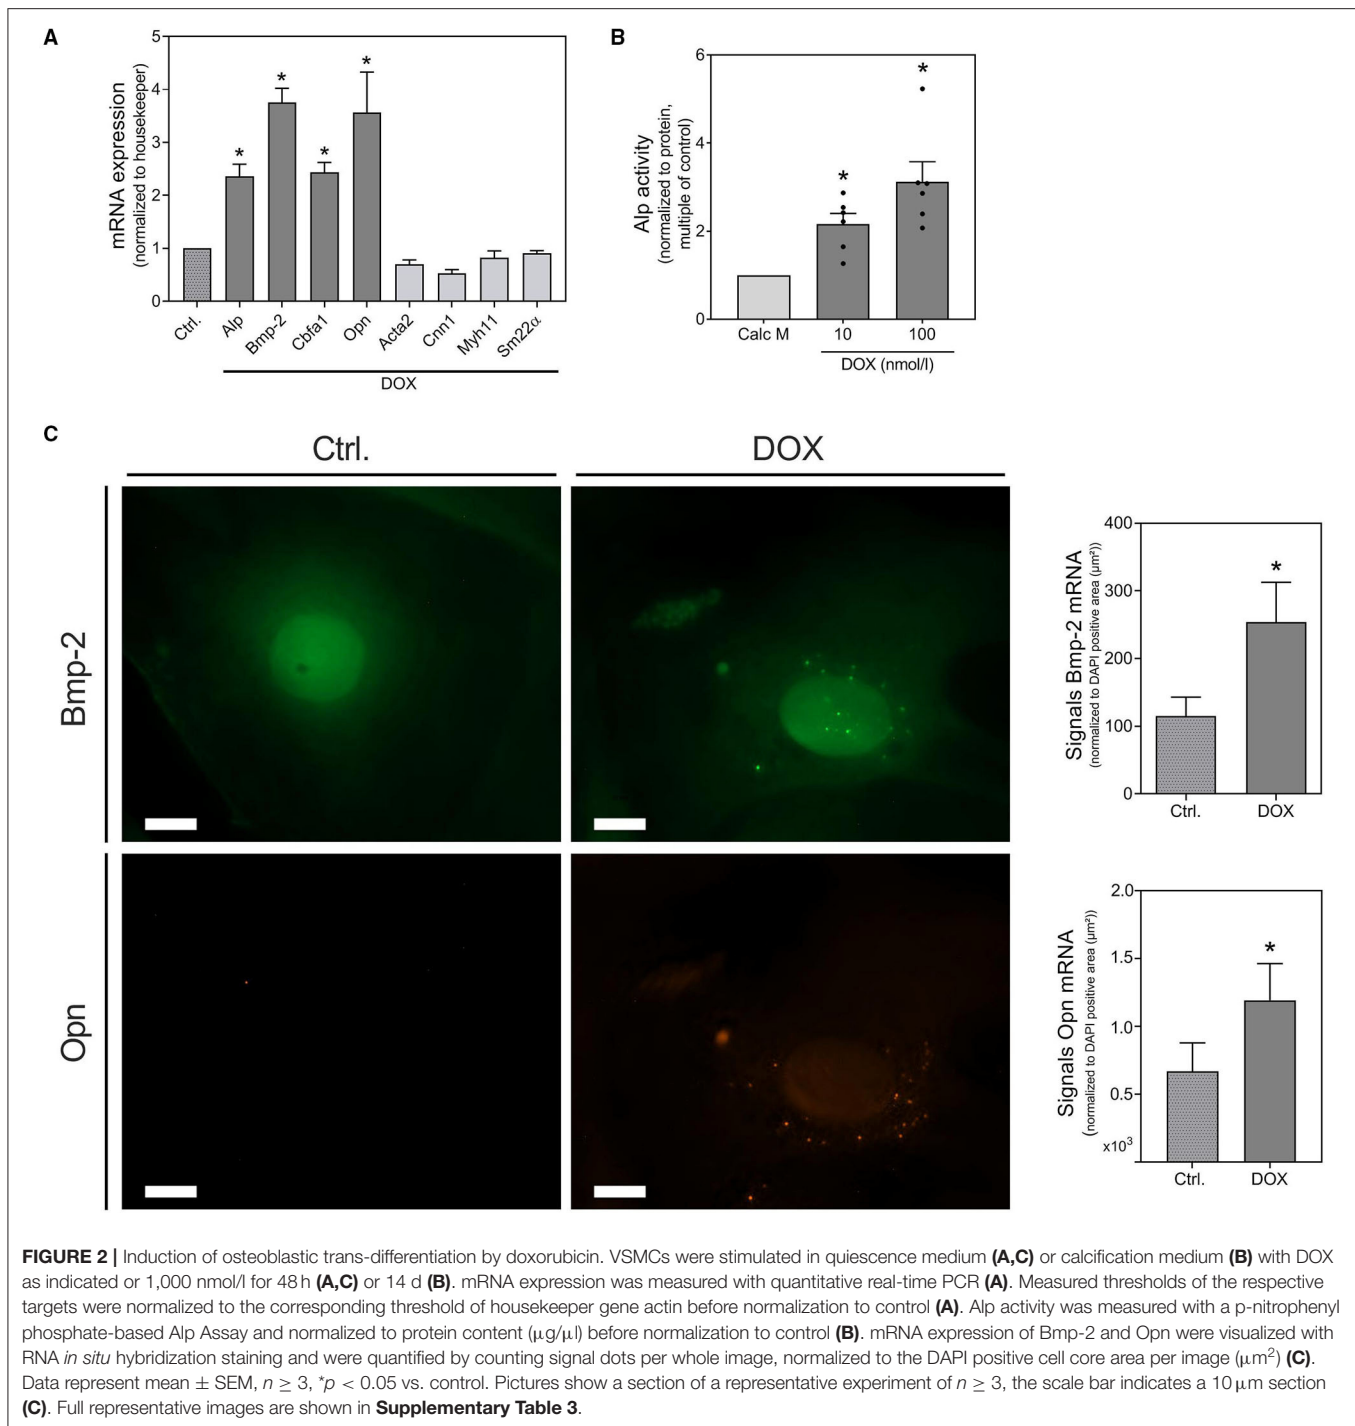 A
mRNA expression
(normalized to housekeeper)
5
4
3
2
1
0
*
*
*
*
Ctrl.
Alp
Bmp-2
Cbfa1
Opn
Acta2
Cnn1
Myh11
Sm22α
DOX
B
Alp activity
(normalized to protein,
multiple of control)
6
4
2
0
*
*
Calc M
10
100
DOX (nmol/l)
C
Ctrl.
DOX
Bmp-2
Opn
Signals Bmp-2 mRNA
(normalized to DAPI positive area (µm²))
400
300
200
100
0
*
Ctrl.
DOX
Signals Opn mRNA
(normalized to DAPI positive area (µm²))
2.0
1.5
1.0
0.5
x10³
*
Ctrl.
DOX
FIGURE 2 | Induction of osteoblastic trans-differentiation by doxorubicin. VSMCs were stimulated in quiescence medium (A,C) or calcification medium (B) with DOX
as indicated or 1,000 nmol/l for 48 h (A,C) or 14 d (B). mRNA expression was measured with quantitative real-time PCR (A). Measured thresholds of the respective
targets were normalized to the corresponding threshold of housekeeper gene actin before normalization to control (A). Alp activity was measured with a p-nitrophenyl
phosphate-based Alp Assay and normalized to protein content (µg/µl) before normalization to control (B). mRNA expression of Bmp-2 and Opn were visualized with
RNA in situ hybridization staining and were quantified by counting signal dots per whole image, normalized to the DAPI positive cell core area per image (µm²) (C).
Data represent mean ± SEM, n ≥ 3, *p < 0.05 vs. control. Pictures show a section of a representative experiment of n ≥ 3, the scale bar indicates a 10 µm section
(C). Full representative images are shown in Supplementary Table 3.